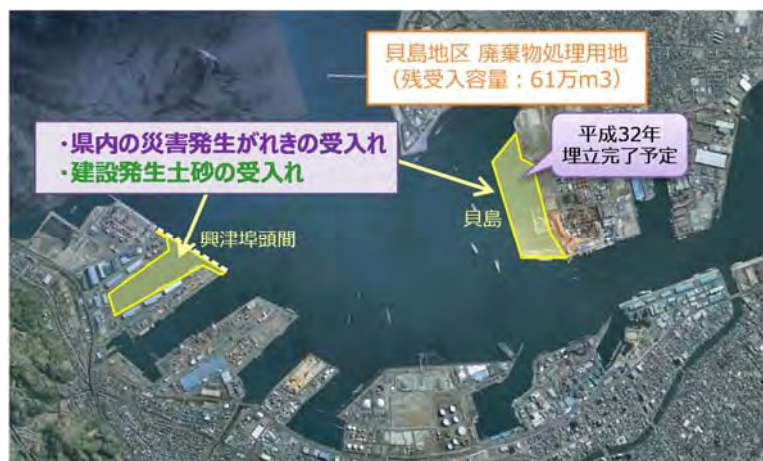 貝島地区 廃棄物処理用地
（残受入容量：61万m3）
・県内の災害発生がれきの受入れ
・建設発生土砂の受入れ
平成32年
埋立完了予定
興津埠頭間
貝島